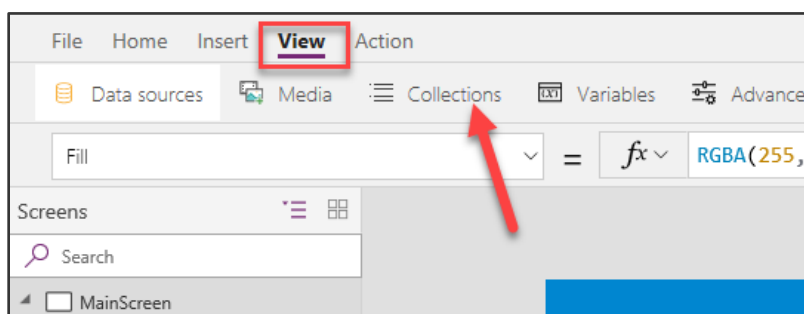 File Home Insert View Action
Data sources Media Collections Variables Advance
Fill = fx RGBA(255,
Screens
Search
MainScreen